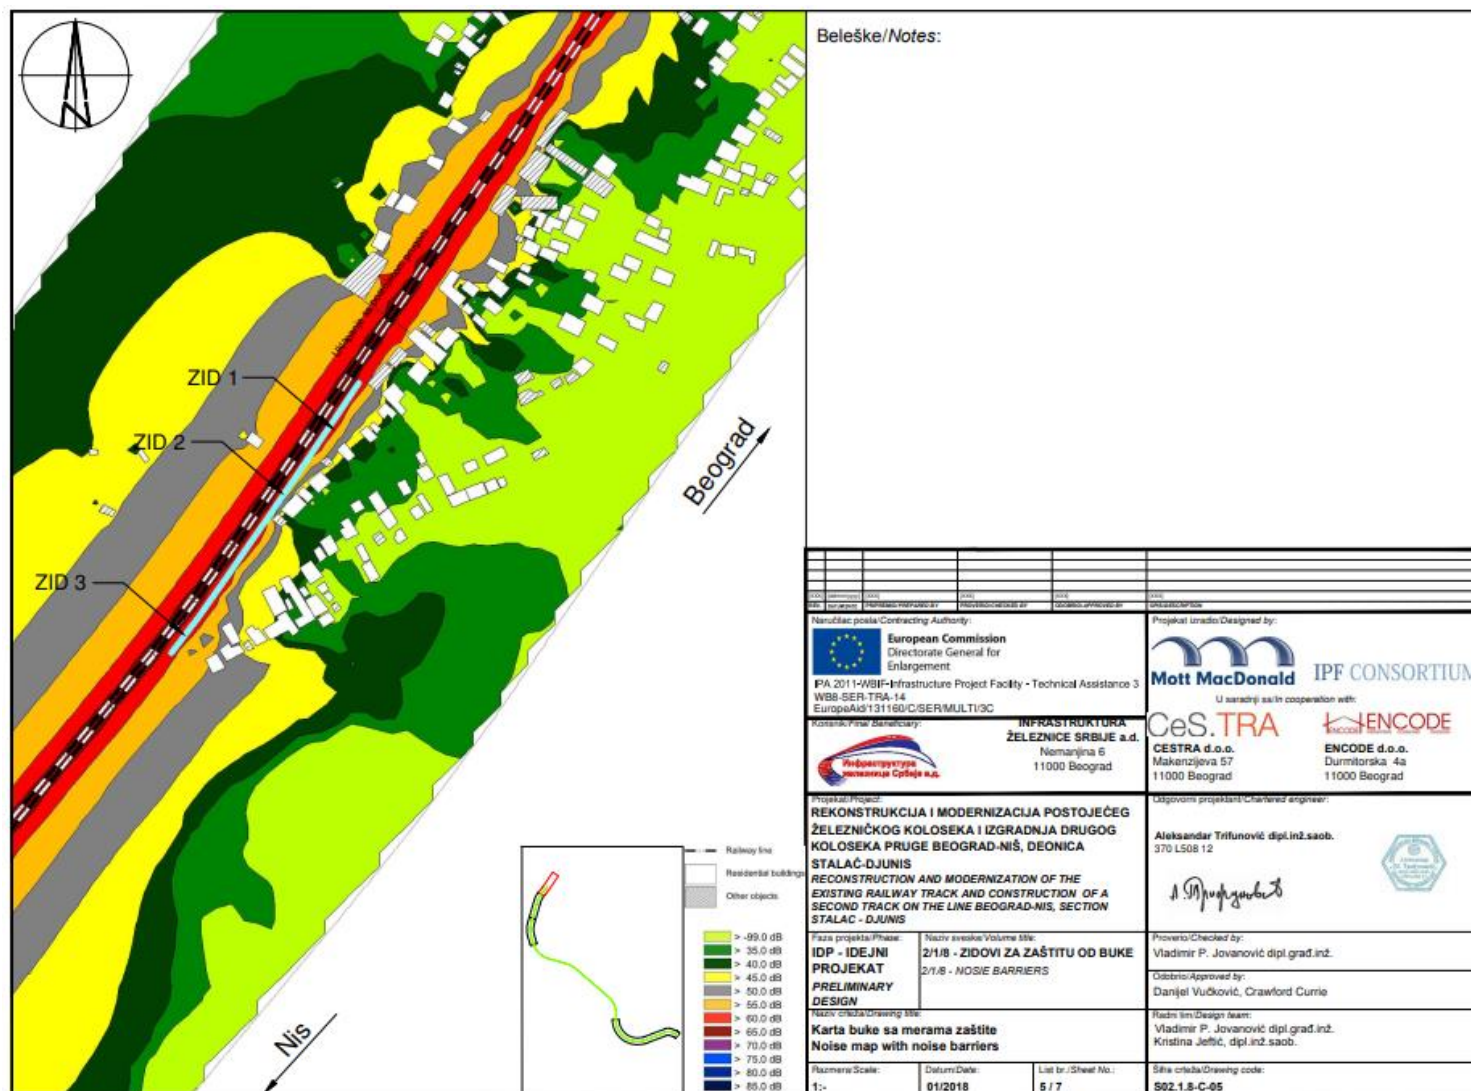 Beleške/Notes:
ZID 1
ZID 2
ZID 3
Beograd
Nis
Railway line
Residential buildings
Other objects
> -99.0 dB
> 35.0 dB
> 40.0 dB
> 45.0 dB
> 50.0 dB
> 55.0 dB
> 60.0 dB
> 65.0 dB
> 70.0 dB
> 75.0 dB
> 80.0 dB
> 85.0 dB
Naručilac posla/Contracting Authority:
European Commission
Directorate General for
Enlargement
IPA 2011-WBIF-Infrastructure Project Facility - Technical Assistance 3
WB8-SER-TRA-14
EuropeAid/131160/C/SER/MULTI/3C
Korisnik/Final Beneficiary:
Инфраструктура
железнице Србије а.д.
INFRASTRUKTURA
ŽELEZNICE SRBIJE a.d.
Nemanjina 6
11000 Beograd
Projekat izradio/Designed by:
Mott MacDonald
IPF CONSORTIUM
U saradnji sa/In cooperation with:
CeS.TRA
ENCODE
CESTRA d.o.o.
Makenzijeva 57
11000 Beograd
ENCODE d.o.o.
Durmitorska 4a
11000 Beograd
Projekat/Project:
REKONSTRUKCIJA I MODERNIZACIJA POSTOJEĆEG
ŽELEZNIČKOG KOLOSEKA I IZGRADNJA DRUGOG
KOLOSEKA PRUGE BEOGRAD-NIŠ, DEONICA
STALAĆ-DJUNIS
RECONSTRUCTION AND MODERNIZATION OF THE
EXISTING RAILWAY TRACK AND CONSTRUCTION OF A
SECOND TRACK ON THE LINE BEOGRAD-NIS, SECTION
STALAC - DJUNIS
Odgovorni projektant/Chartered engineer:
Aleksandar Trifunović dipl.inž.saob.
370 L508 12
Faza projekta/Phase:
IDP - IDEJNI
PROJEKAT
PRELIMINARY
DESIGN
Naziv sveske/Volume title:
2/1/8 - ZIDOVI ZA ZAŠTITU OD BUKE
2/1/8 - NOSIE BARRIERS
Proverio/Checked by:
Vladimir P. Jovanović dipl.građ.inž.
Odobrio/Approved by:
Danijel Vučković, Crawford Currie
Naziv crteža/Drawing title:
Karta buke sa merama zaštite
Noise map with noise barriers
Radni tim/Design team:
Vladimir P. Jovanović dipl.građ.inž.
Kristina Jeftić, dipl.inž.saob.
Razmera/Scale:
1:-
Datum/Date:
01/2018
List br./Sheet No.:
5 / 7
Šifra crteža/Drawing code:
S02.1.8-C-05